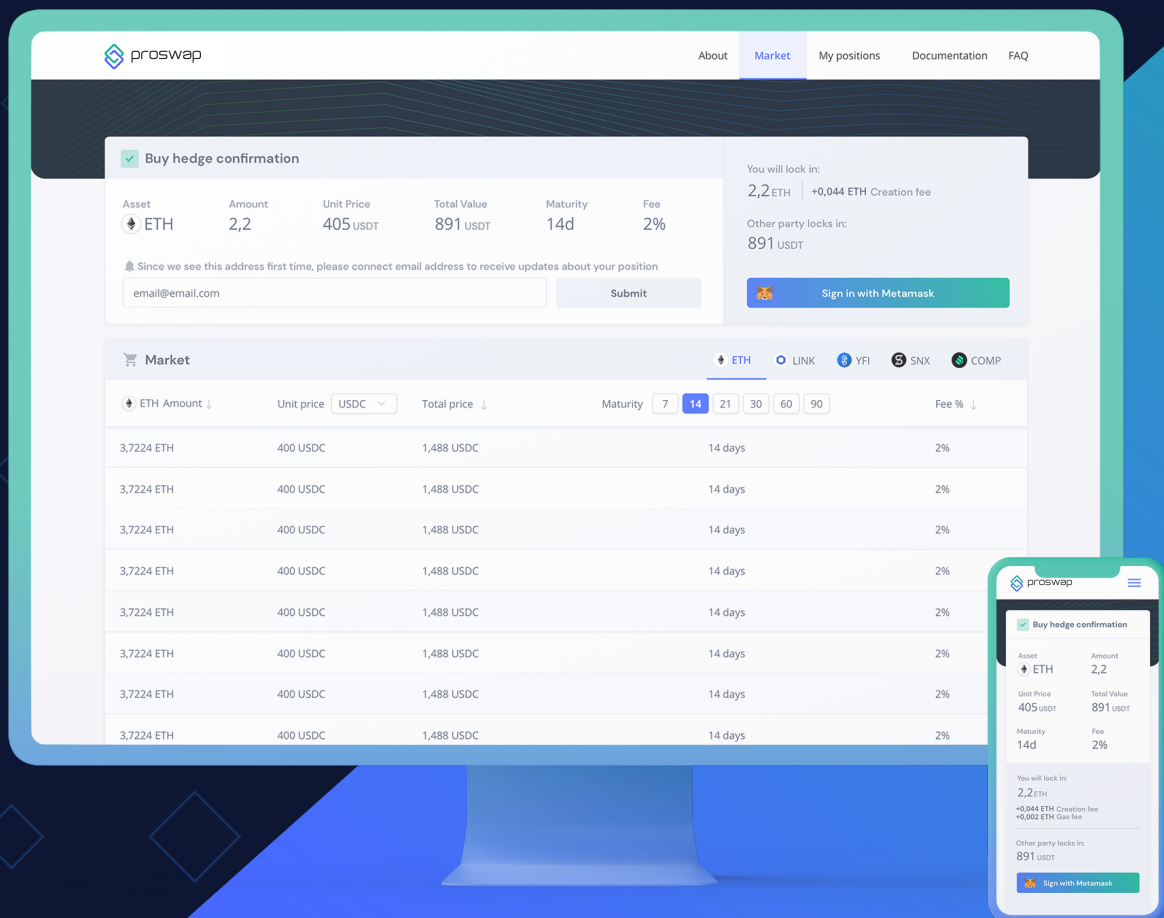 proswap
About Market My positions Documentation FAQ
Buy hedge confirmation
Asset Amount Unit Price Total Value Maturity Fee
ETH 2,2 405 USDT 891 USDT 14d 2%
Since we see this address first time, please connect email address to receive updates about your position
email@email.com Submit
You will lock in:
2,2 ETH +0,044 ETH Creation fee
Other party locks in:
891 USDT
Sign in with Metamask
Market ETH LINK YFI SNX COMP
ETH Amount ↓ Unit price USDC Total price ↓ Maturity 7 14 21 30 60 90 Fee % ↓
3,7224 ETH 400 USDC 1,488 USDC 14 days 2%
3,7224 ETH 400 USDC 1,488 USDC 14 days 2%
3,7224 ETH 400 USDC 1,488 USDC 14 days 2%
3,7224 ETH 400 USDC 1,488 USDC 14 days 2%
3,7224 ETH 400 USDC 1,488 USDC 14 days 2%
3,7224 ETH 400 USDC 1,488 USDC 14 days 2%
3,7224 ETH 400 USDC 1,488 USDC 14 days 2%
3,7224 ETH 400 USDC 1,488 USDC 14 days 2%
proswap
Buy hedge confirmation
Asset Amount
ETH 2,2
Unit Price Total Value
405 USDT 891 USDT
Maturity Fee
14d 2%
You will lock in:
2,2 ETH
+0,044 ETH Creation fee
+0,002 ETH Gas fee
Other party locks in:
891 USDT
Sign with Metamask